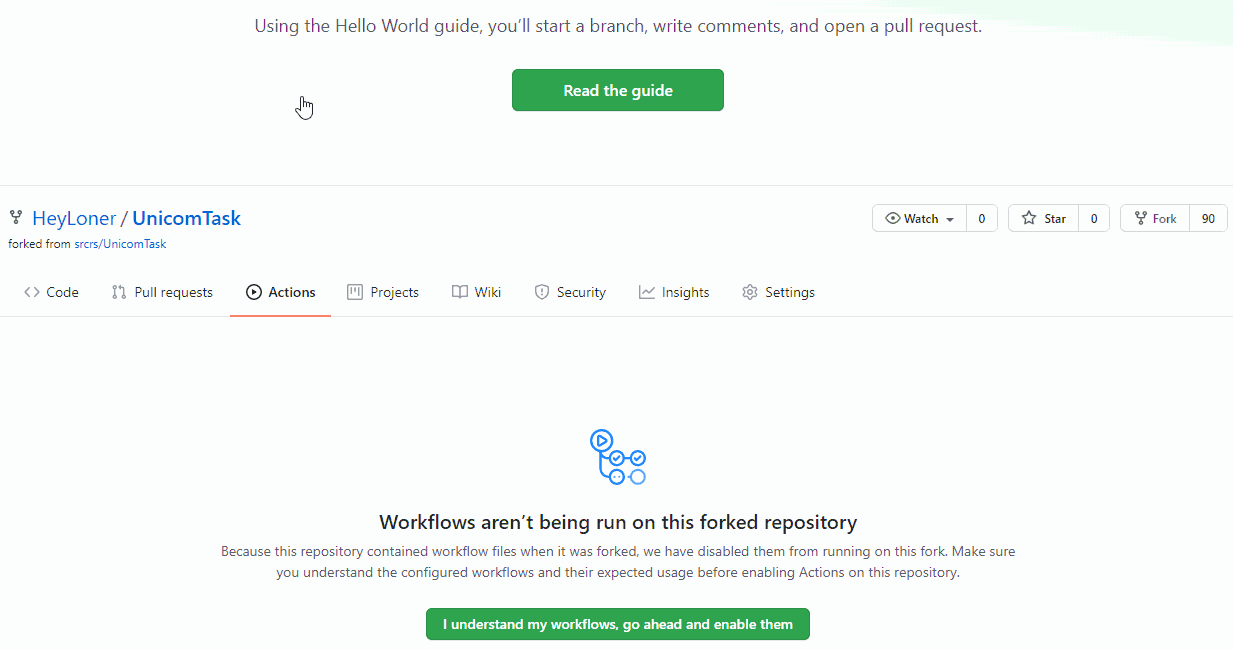 Using the Hello World guide, you’ll start a branch, write comments, and open a pull request.
Read the guide
HeyLoner / UnicomTask
Watch 0 Star 0 Fork 90
forked from srcrs/UnicomTask
Code Pull requests Actions Projects Wiki Security Insights Settings
Workflows aren’t being run on this forked repository
Because this repository contained workflow files when it was forked, we have disabled them from running on this fork. Make sure
you understand the configured workflows and their expected usage before enabling Actions on this repository.
I understand my workflows, go ahead and enable them